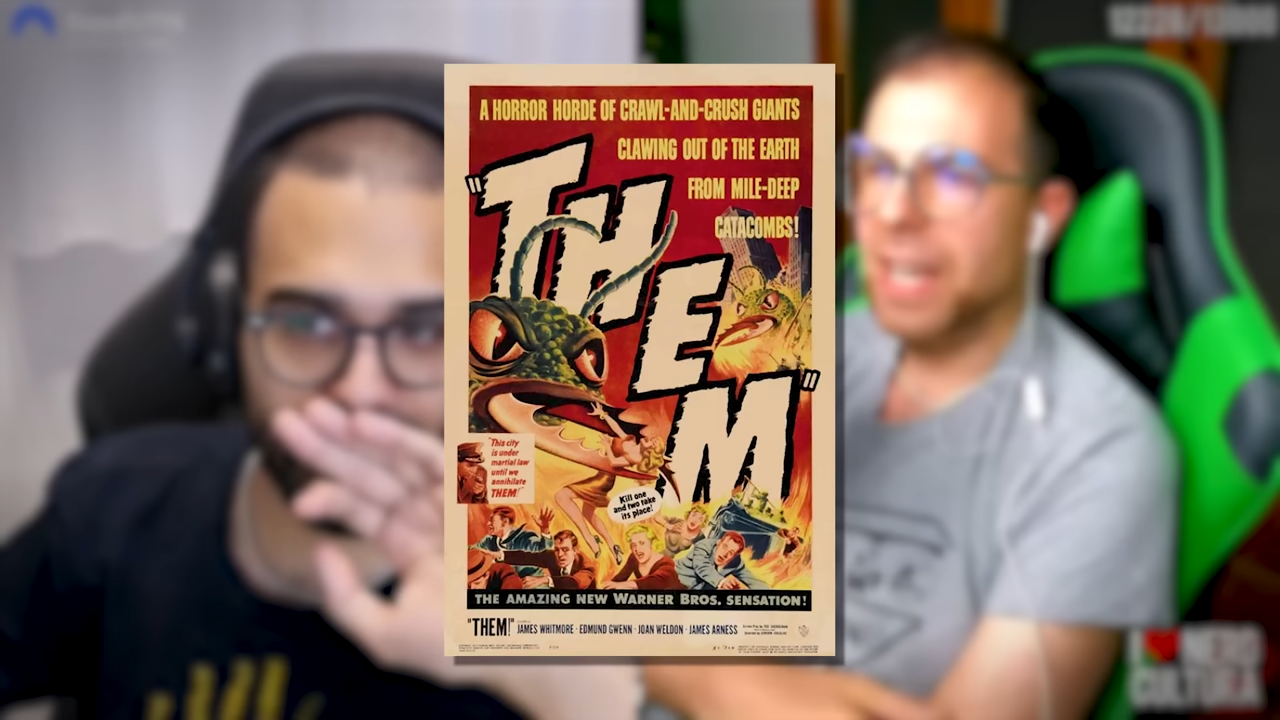 A HORROR HORDE OF CRAWL-AND-CRUSH GIANTS
CLAWING OUT OF THE EARTH
FROM MILE-DEEP
CATACOMBS!
"THEM"
"This city
is under
martial law
until we
annihilate
THEM!"
Kill one
and two take
its place!
THE AMAZING NEW WARNER BROS. SENSATION!
"THEM!" JAMES WHITMORE · EDMUND GWENN · JOAN WELDON · JAMES ARNESS
CULTURA